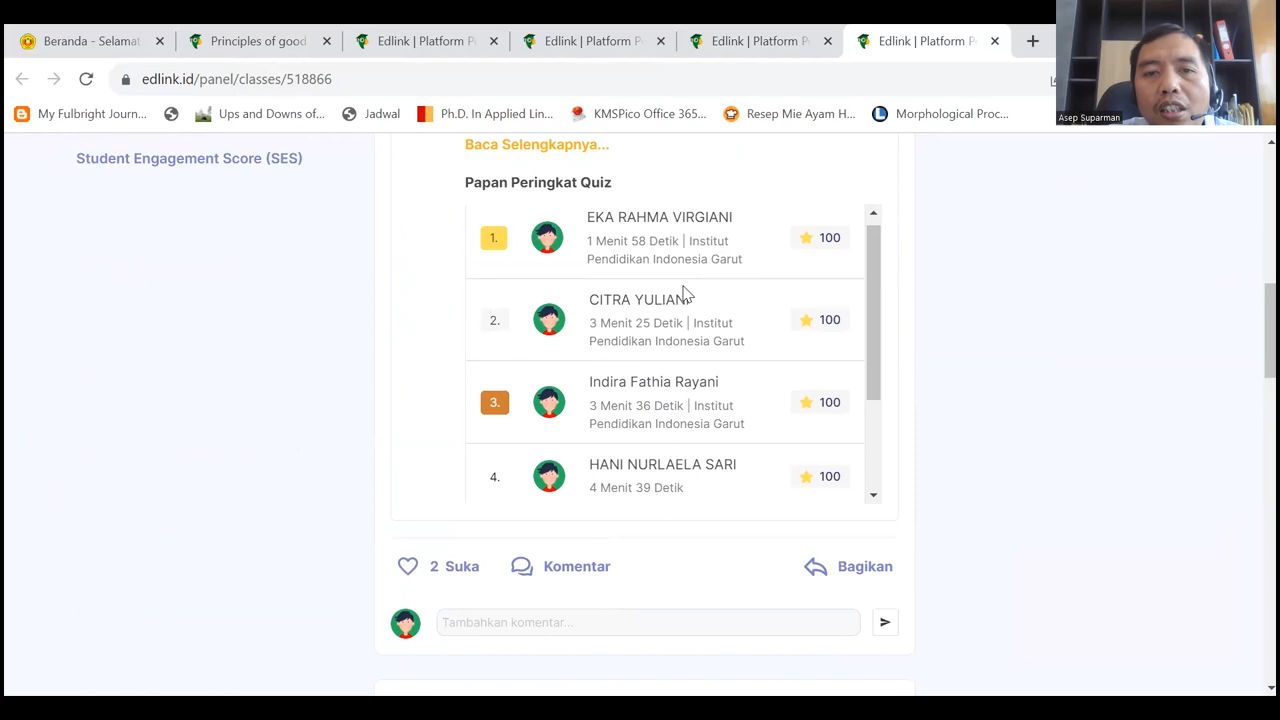 Beranda - Selamat
Principles of good
Edlink | Platform P
Edlink | Platform P
Edlink | Platform P
Edlink | Platform P
edlink.id/panel/classes/518866
My Fulbright Journ...
Ups and Downs of...
Jadwal
Ph.D. In Applied Lin...
KMSPico Office 365...
Resep Mie Ayam H...
Morphological Proc...
Asep Suparman
Student Engagement Score (SES)
Baca Selengkapnya...
Papan Peringkat Quiz
1.
EKA RAHMA VIRGIANI
1 Menit 58 Detik | Institut
Pendidikan Indonesia Garut
100
2.
CITRA YULIANI
3 Menit 25 Detik | Institut
Pendidikan Indonesia Garut
100
3.
Indira Fathia Rayani
3 Menit 36 Detik | Institut
Pendidikan Indonesia Garut
100
4.
HANI NURLAELA SARI
4 Menit 39 Detik
100
2 Suka
Komentar
Bagikan
Tambahkan komentar...